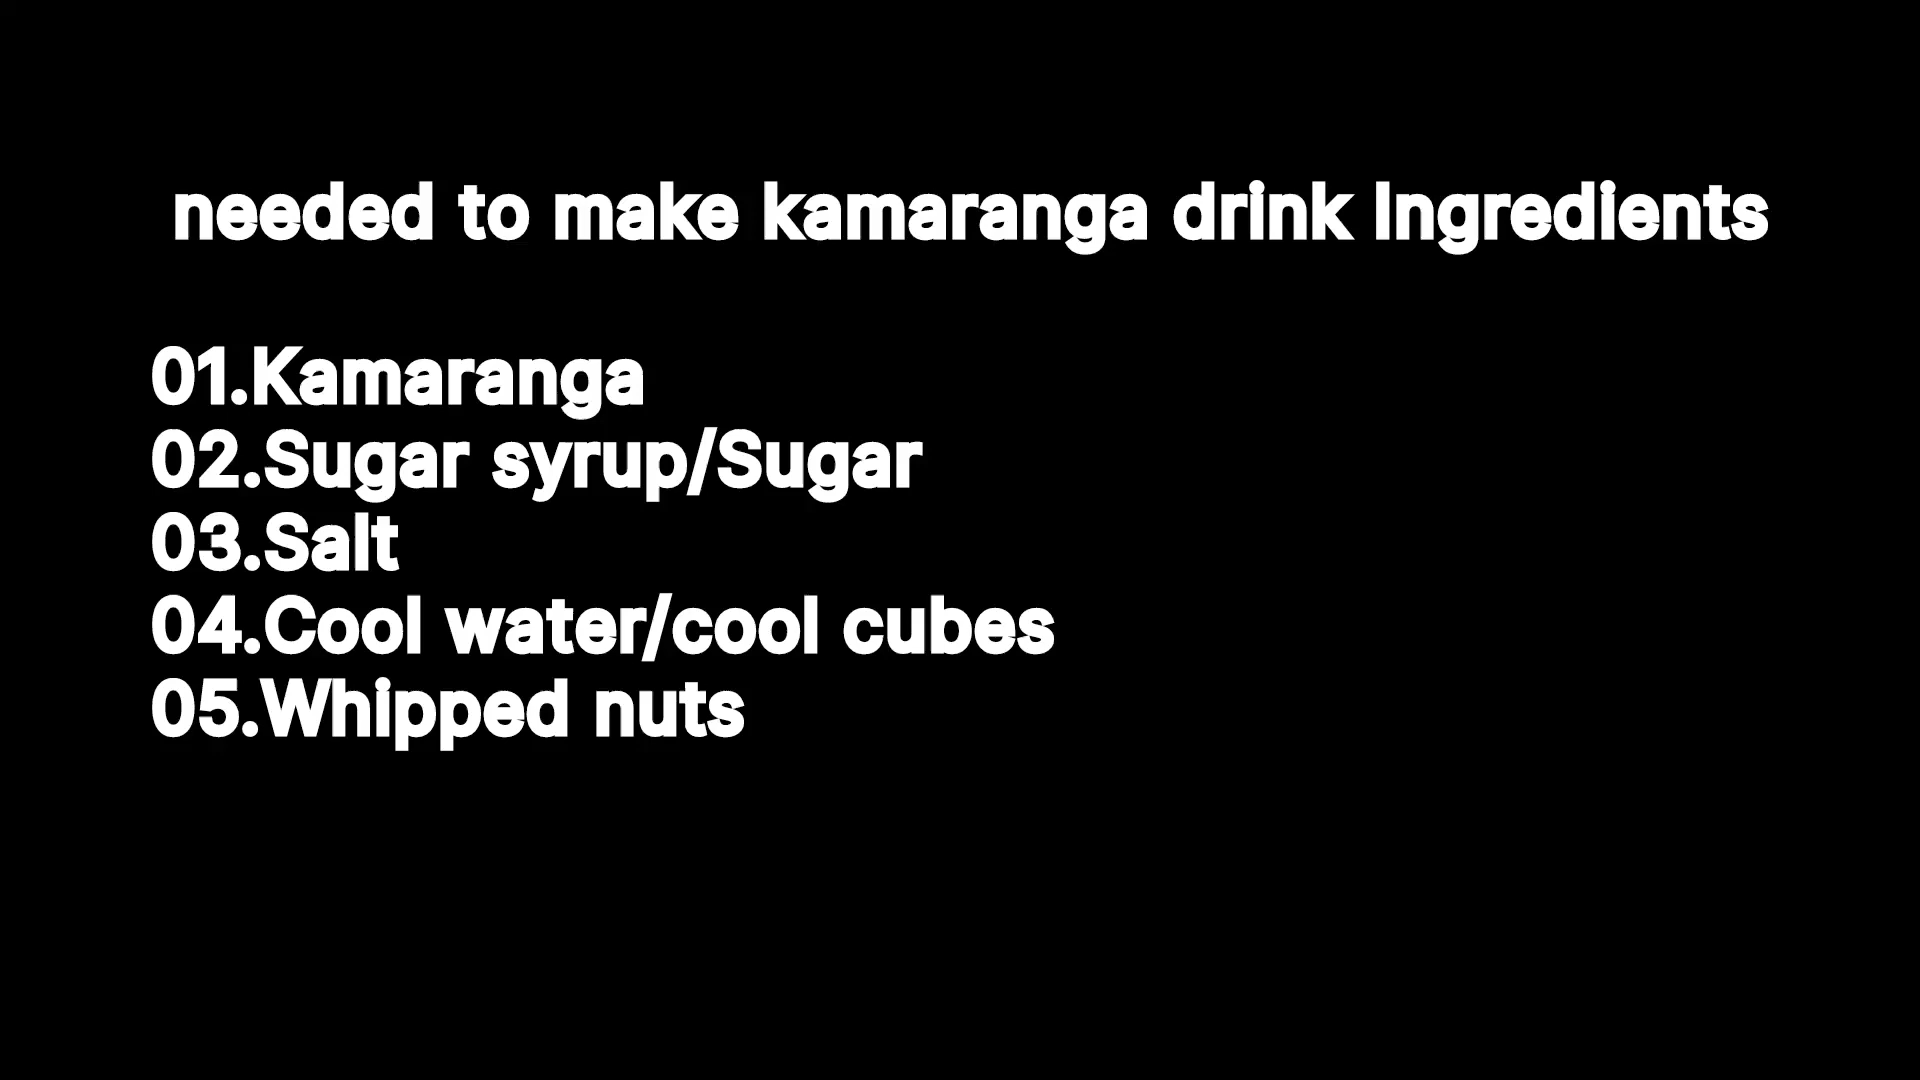 needed to make kamaranga drink Ingredients
01.Kamaranga
02.Sugar syrup/Sugar
03.Salt
04.Cool water/cool cubes
05.Whipped nuts